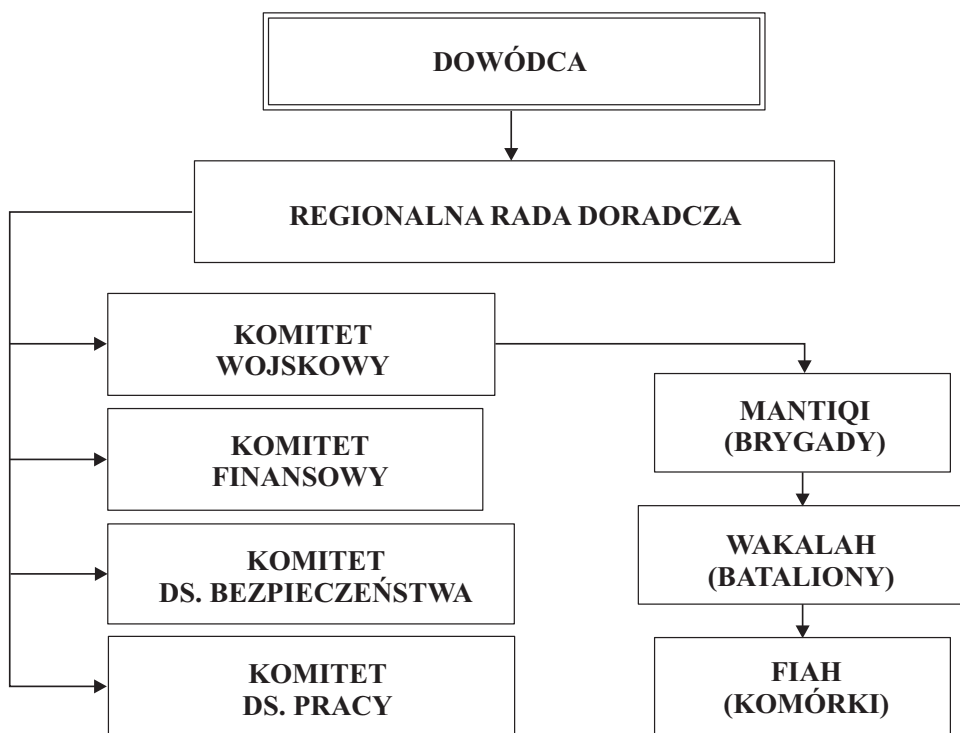 DOWÓDCA
REGIONALNA RADA DORADCZA
KOMITET
WOJSKOWY
KOMITET
FINANSOWY
KOMITET
DS. BEZPIECZEŃSTWA
KOMITET
DS. PRACY
MANTIQI
(BRYGADY)
WAKALAH
(BATALIONY)
FIAH
(KOMÓRKI)